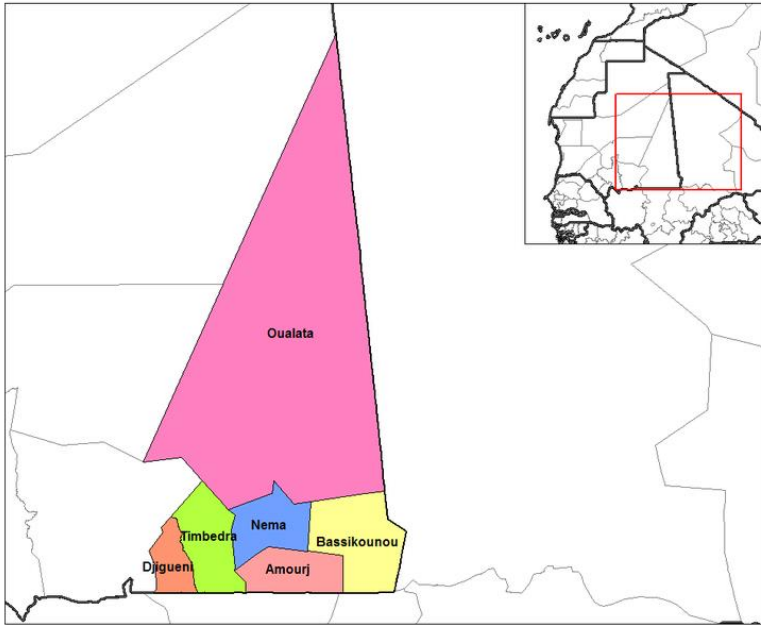 Oualata
Timbedra
Nema
Bassikounou
Djigueni
Amourj